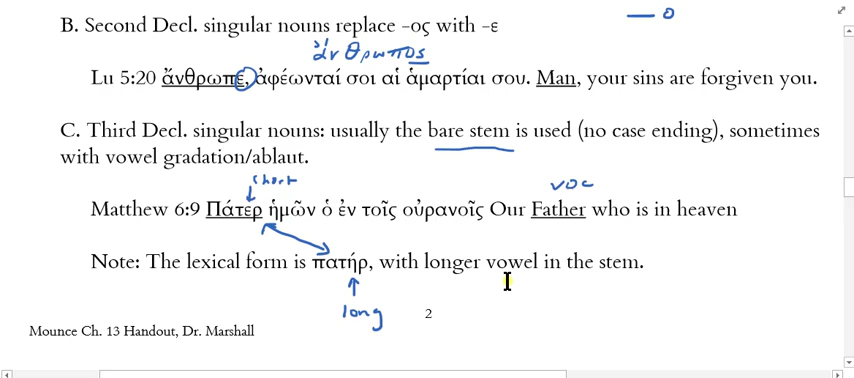 B. Second Decl. singular nouns replace -ος with -ε
— o
ἄνθρωπος
Lu 5:20 ἄνθρωπε, ἀφέωνταί σοι αἱ ἁμαρτίαι σου. Man, your sins are forgiven you.
C. Third Decl. singular nouns: usually the bare stem is used (no case ending), sometimes
with vowel gradation/ablaut.
short
voc
Matthew 6:9 Πάτερ ἡμῶν ὁ ἐν τοῖς οὐρανοῖς Our Father who is in heaven
Note: The lexical form is πατήρ, with longer vowel in the stem.
long
2
Mounce Ch. 13 Handout, Dr. Marshall